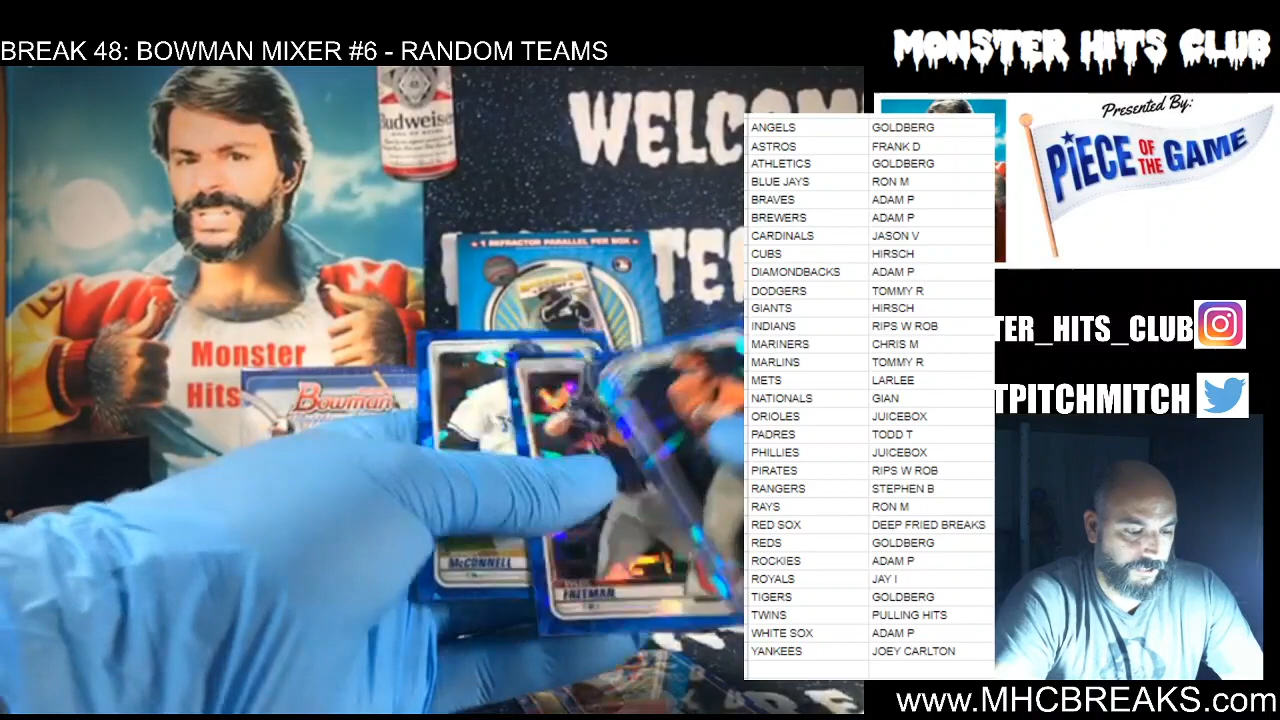 BREAK 48: BOWMAN MIXER #6 - RANDOM TEAMS
MONSTER HITS CLUB
Presented By:
PIECE OF THE GAME
Budweiser
WELCOM
1 REFRACTOR PARALLEL PER BOX
Monster
Hits
Bowman
McCONNELL
FREEMAN
ANGELS GOLDBERG
ASTROS FRANK D
ATHLETICS GOLDBERG
BLUE JAYS RON M
BRAVES ADAM P
BREWERS ADAM P
CARDINALS JASON V
CUBS HIRSCH
DIAMONDBACKS ADAM P
DODGERS TOMMY R
GIANTS HIRSCH
INDIANS RIPS W ROB
MARINERS CHRIS M
MARLINS TOMMY R
METS LARLEE
NATIONALS GIAN
ORIOLES JUICEBOX
PADRES TODD T
PHILLIES JUICEBOX
PIRATES RIPS W ROB
RANGERS STEPHEN B
RAYS RON M
RED SOX DEEP FRIED BREAKS
REDS GOLDBERG
ROCKIES ADAM P
ROYALS JAY I
TIGERS GOLDBERG
TWINS PULLING HITS
WHITE SOX ADAM P
YANKEES JOEY CARLTON
TER_HITS_CLUB
TPITCHMITCH
www.MHCBREAKS.com